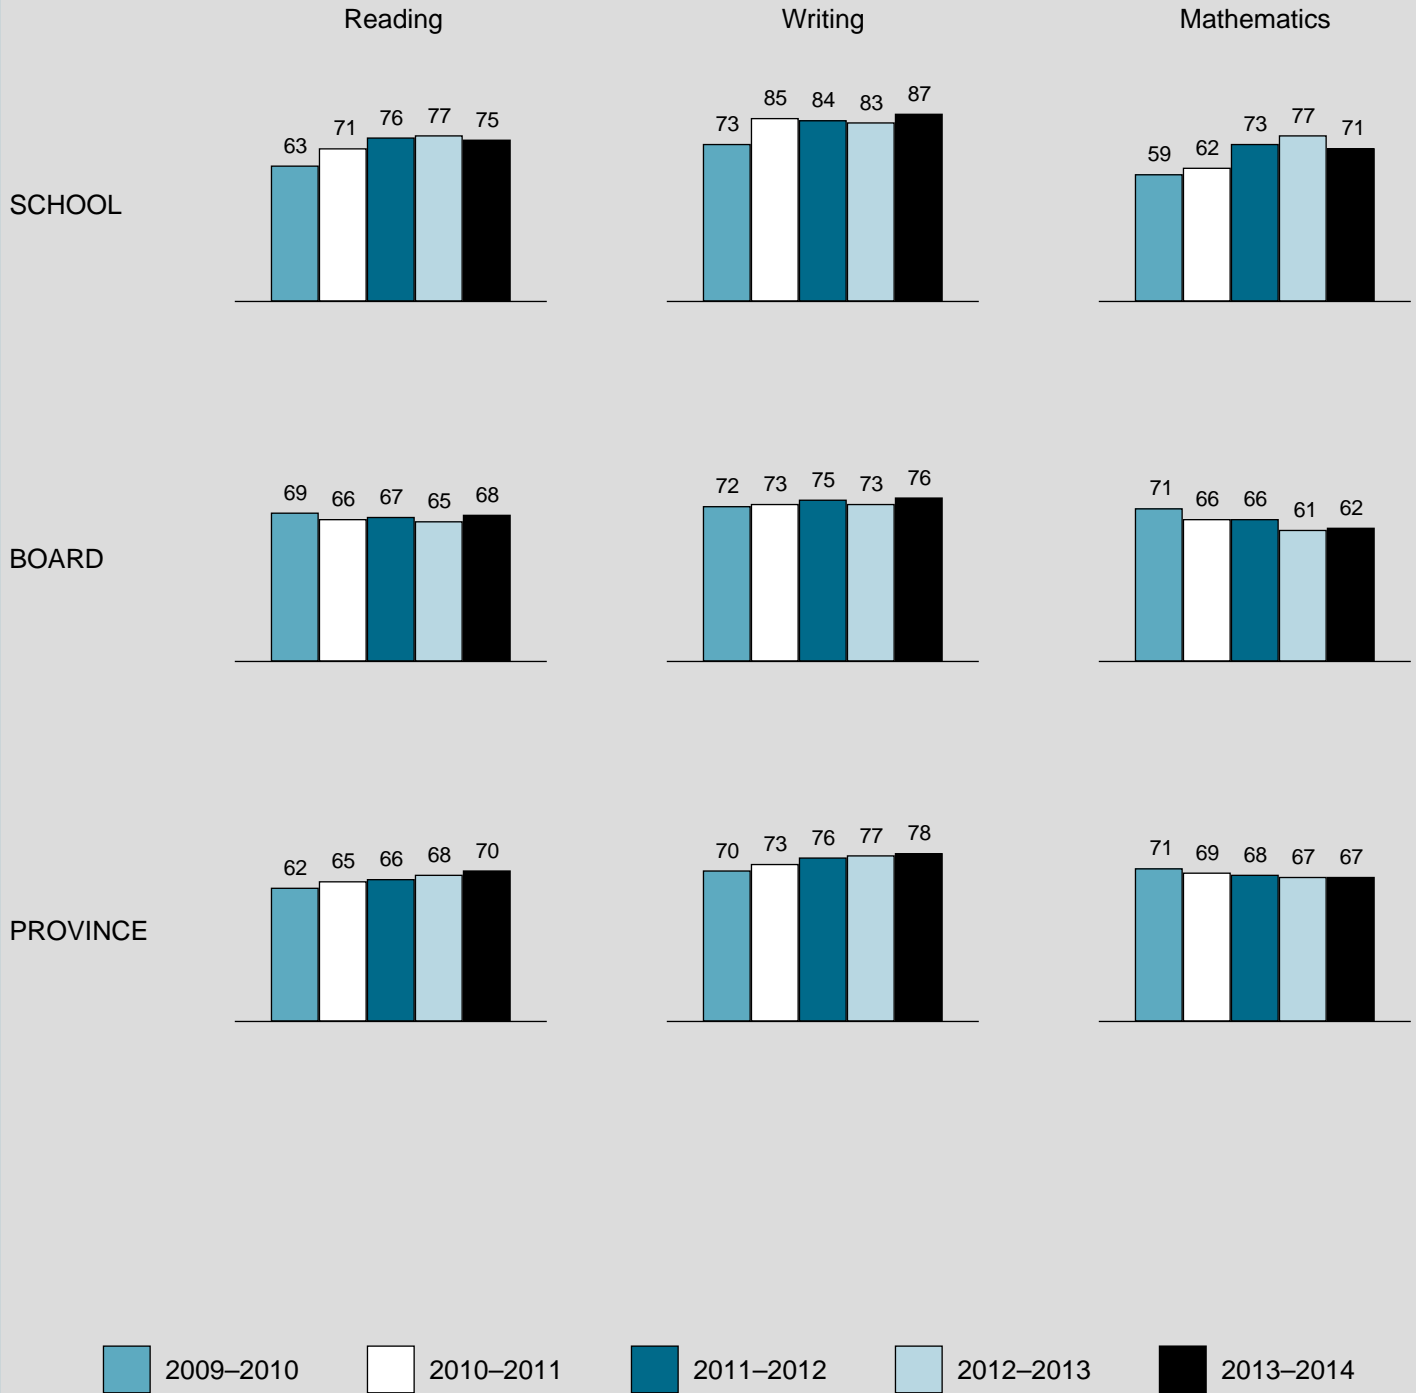 Reading Writing Mathematics
63 71 76 77 75
73 85 84 83 87
59 62 73 77 71
SCHOOL
69 66 67 65 68
72 73 75 73 76
71 66 66 61 62
BOARD
62 65 66 68 70
70 73 76 77 78
71 69 68 67 67
PROVINCE
2009–2010 2010–2011 2011–2012 2012–2013 2013–2014